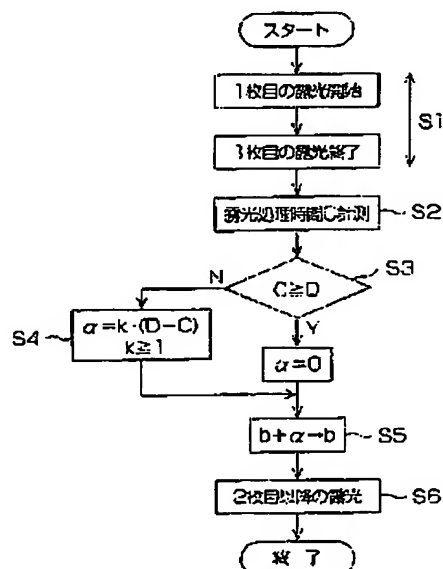 スタート
1枚目の露光開始
S1
1枚目の露光終了
露光処理時間C計測
S2
S3
N
C≧D
S4
α=k・(D-C)
k≧1
Y
α=0
b+α→b
S5
2枚目以降の露光
S6
終了